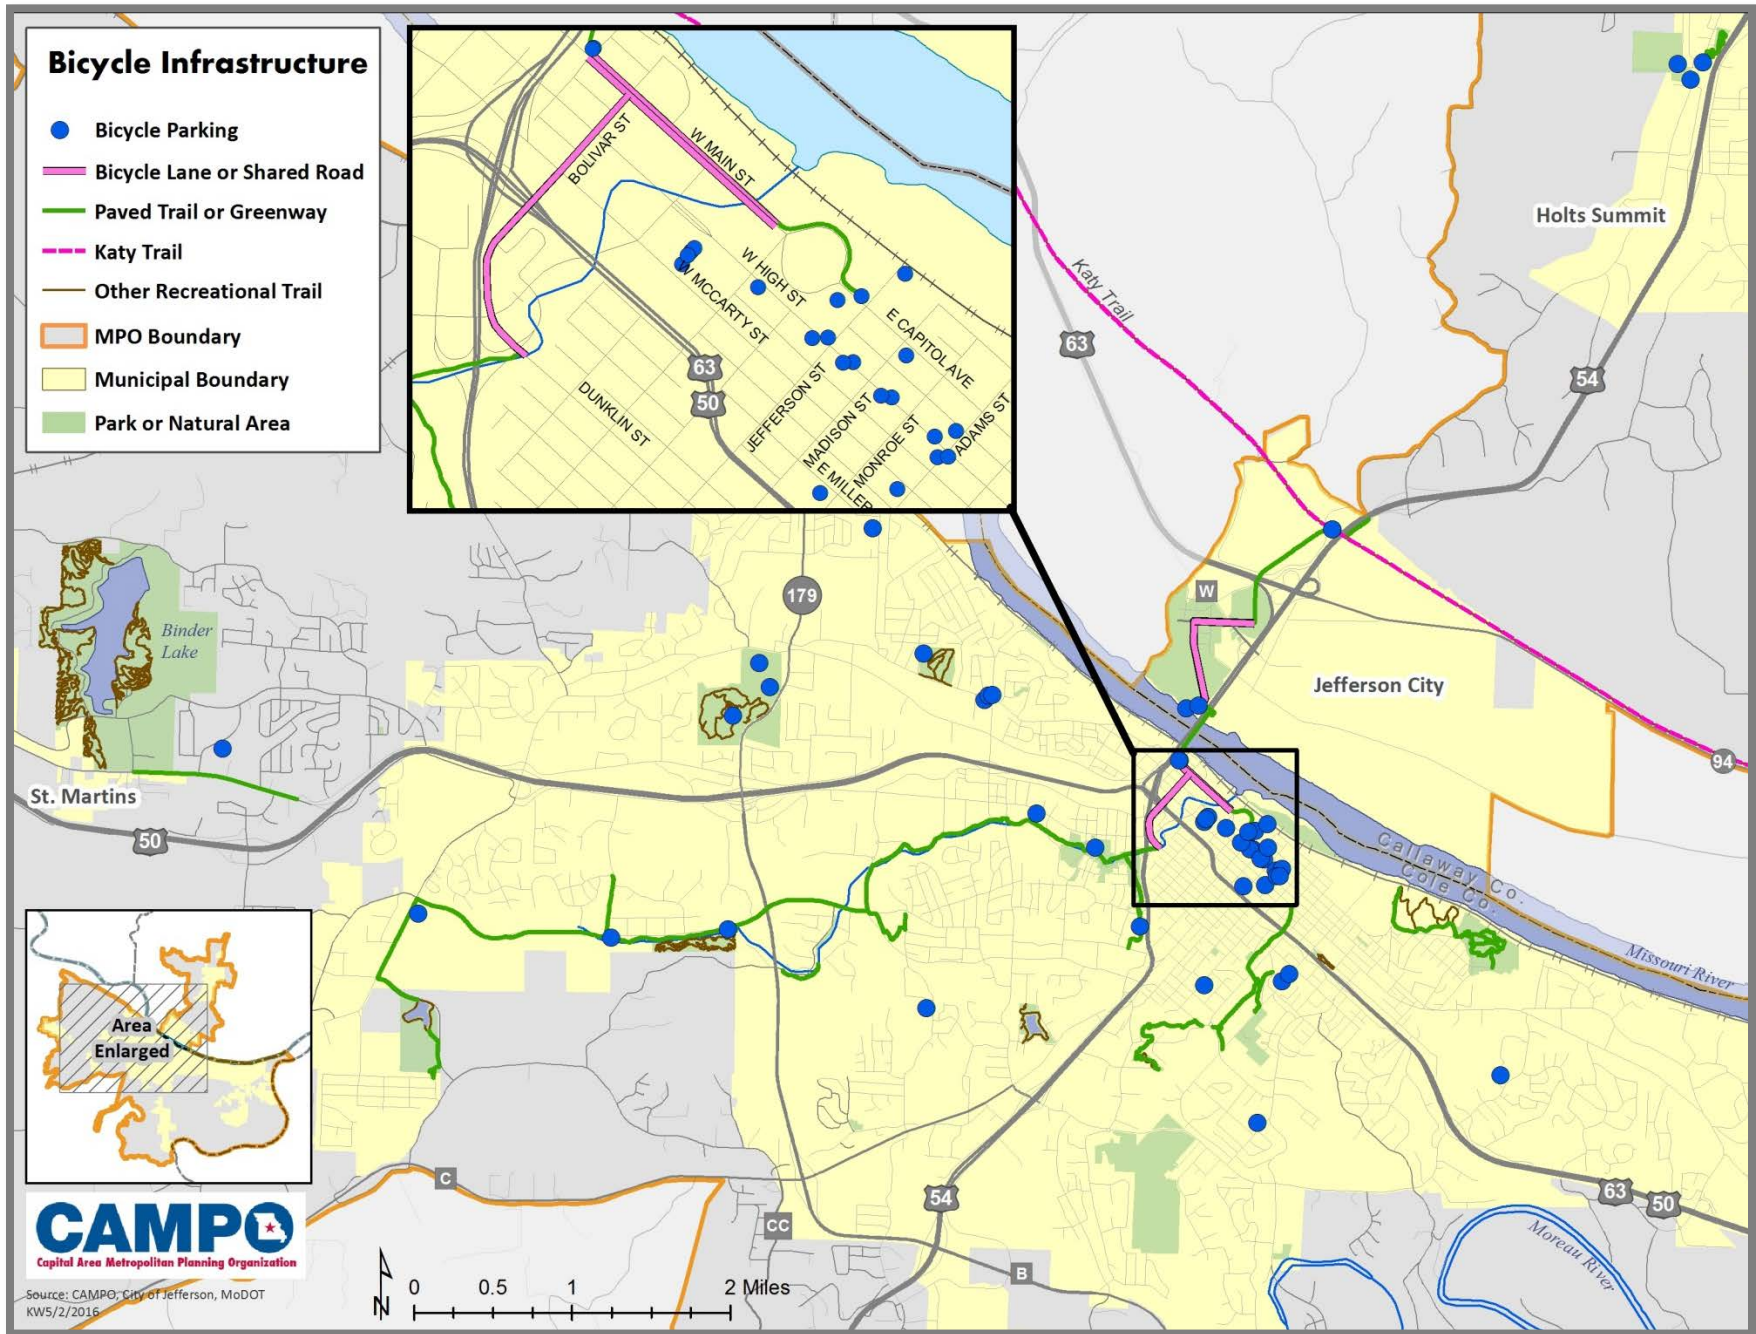 Bicycle Infrastructure
Bicycle Parking
Bicycle Lane or Shared Road
Paved Trail or Greenway
Katy Trail
Other Recreational Trail
MPO Boundary
Municipal Boundary
Park or Natural Area
BOLIVAR ST
W MAIN ST
W HIGH ST
W MCCARTY ST
E CAPITOL AVE
63
50
DUNKLIN ST
JEFFERSON ST
MADISON ST
MONROE ST
ADAMS ST
E MILLER
Holts Summit
Katy Trail
63
54
179
W
Binder
Lake
Jefferson City
94
St. Martins
50
Callaway Co.
Cole Co.
Missouri River
Area
Enlarged
C
54
CC
B
63
50
Moreau River
CAMPO
Capital Area Metropolitan Planning Organization
Source: CAMPO, City of Jefferson, MoDOT
KW5/2/2016
N
0 0.5 1 2 Miles